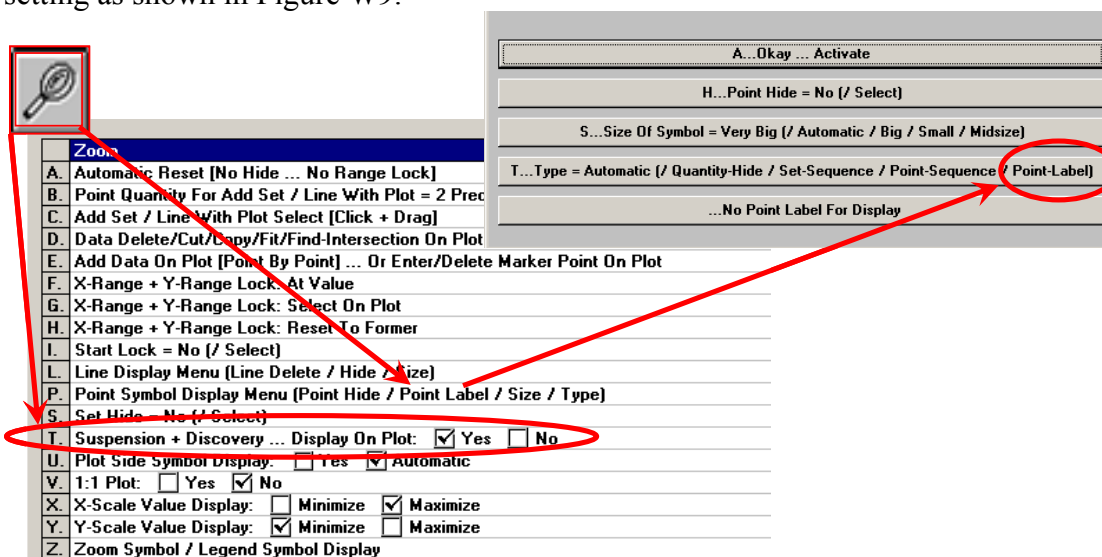 setting as shown in Figure W9.
A...Okay ... Activate
H...Point Hide = No (/ Select)
S...Size Of Symbol = Very Big (/ Automatic / Big / Small / Midsize)
T...Type = Automatic (/ Quantity-Hide / Set-Sequence / Point-Sequence / Point-Label)
...No Point Label For Display
Zoom
A. Automatic Reset [No Hide ... No Range Lock]
B. Point Quantity For Add Set / Line With Plot = 2 Prec
C. Add Set / Line With Plot Select [Click + Drag]
D. Data Delete/Cut/Copy/Fit/Find-Intersection On Plot
E. Add Data On Plot [Point By Point] ... Or Enter/Delete Marker Point On Plot
F. X-Range + Y-Range Lock: At Value
G. X-Range + Y-Range Lock: Select On Plot
H. X-Range + Y-Range Lock: Reset To Former
I. Start Lock = No (/ Select)
L. Line Display Menu (Line Delete / Hide / Size)
P. Point Symbol Display Menu (Point Hide / Point Label / Size / Type)
S. Set Hide = No (/ Select)
T. Suspension + Discovery ... Display On Plot: Yes No
U. Plot Side Symbol Display: Yes Automatic
V. 1:1 Plot: Yes No
X. X-Scale Value Display: Minimize Maximize
Y. Y-Scale Value Display: Minimize Maximize
Z. Zoom Symbol / Legend Symbol Display